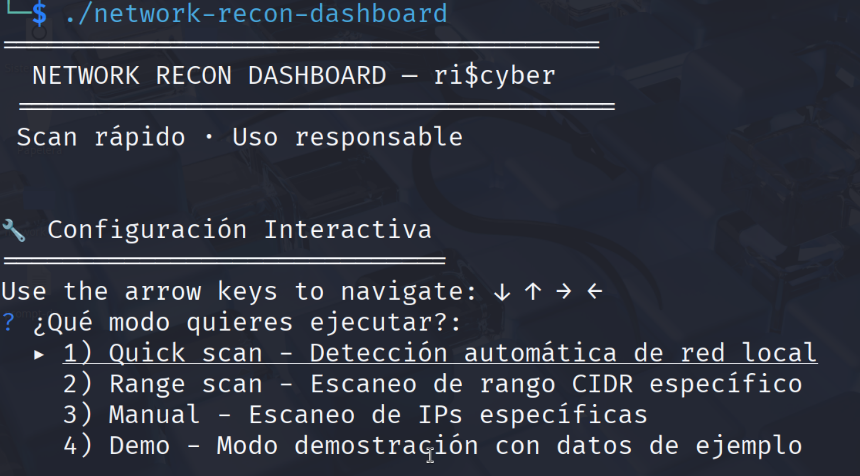 └─$ ./network-recon-dashboard
NETWORK RECON DASHBOARD — ri$cyber
Scan rápido · Uso responsable
🔧 Configuración Interactiva
Use the arrow keys to navigate: ↓ ↑ → ←
? ¿Qué modo quieres ejecutar?:
▸ 1) Quick scan - Detección automática de red local
2) Range scan - Escaneo de rango CIDR específico
3) Manual - Escaneo de IPs específicas
4) Demo - Modo demostración con datos de ejemplo